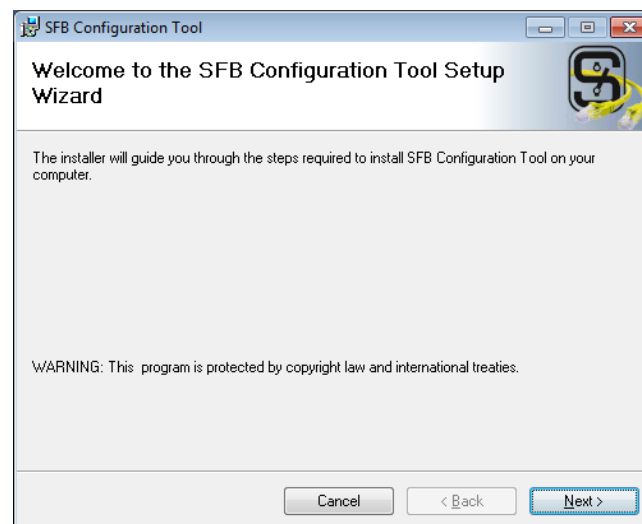 SFB Configuration Tool
Welcome to the SFB Configuration Tool Setup
Wizard
The installer will guide you through the steps required to install SFB Configuration Tool on your
computer.
WARNING: This program is protected by copyright law and international treaties.
Cancel
< Back
Next >